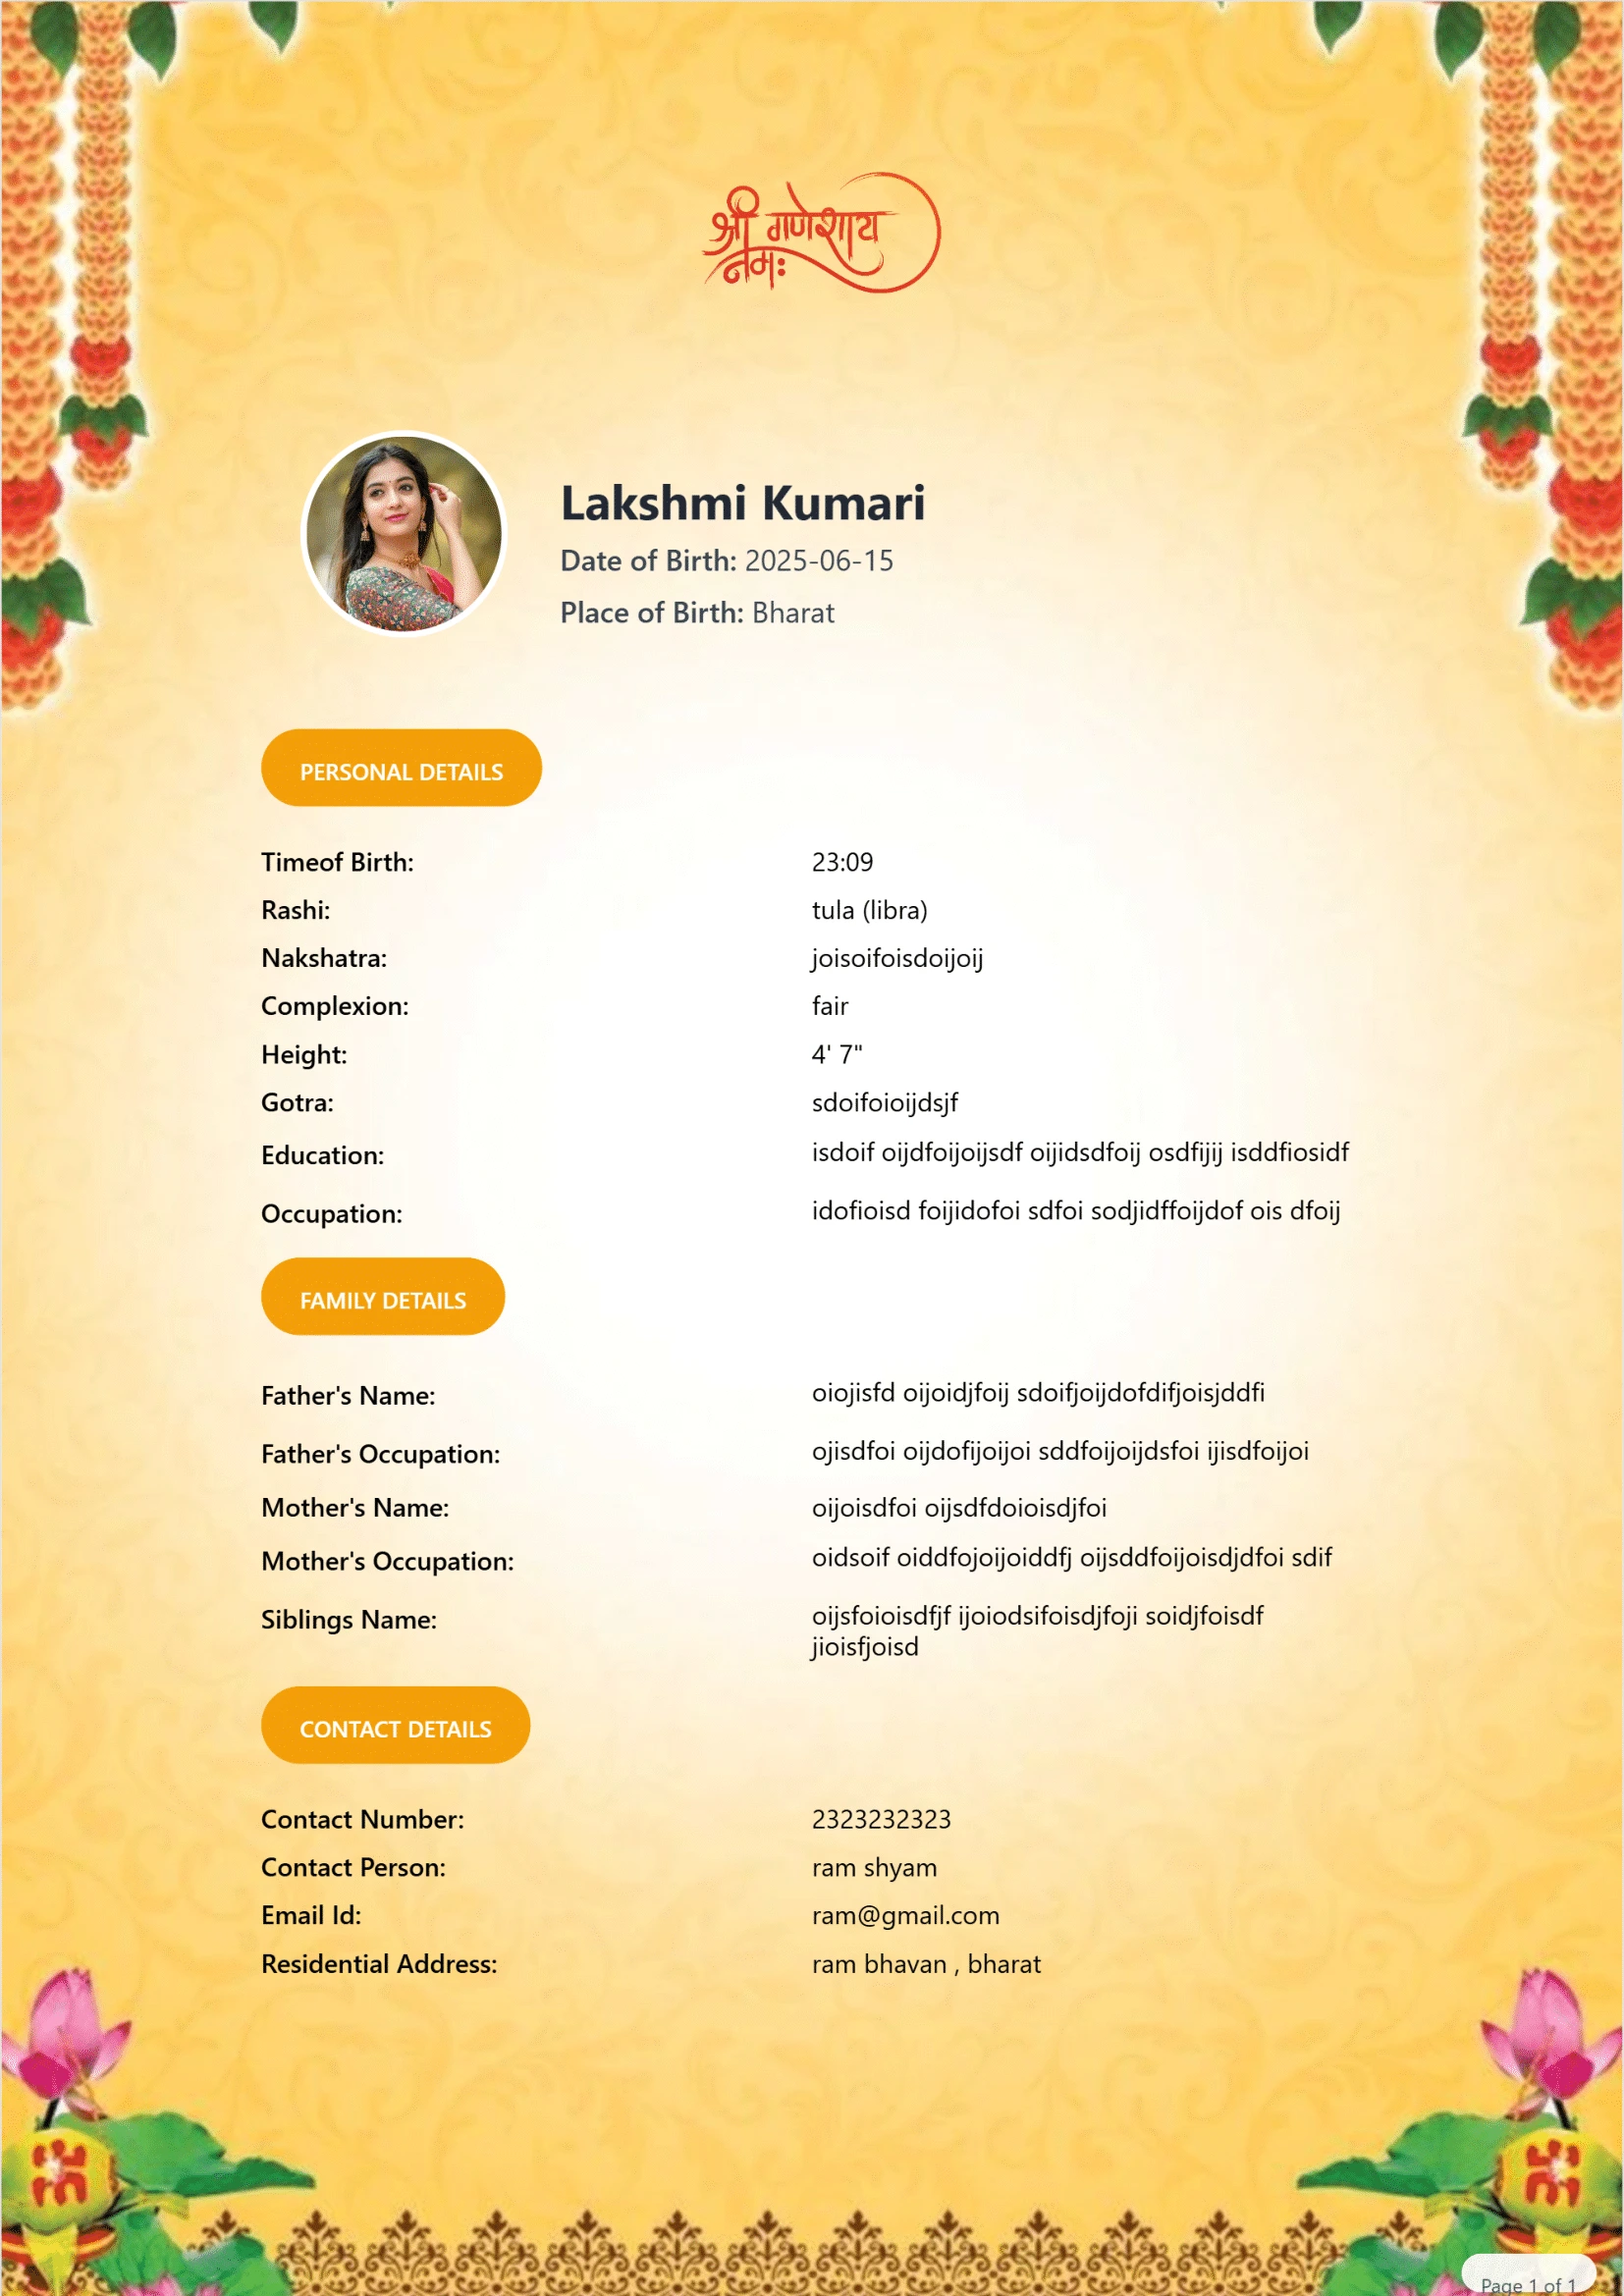 श्री गणेशाय
नमः
Lakshmi Kumari
Date of Birth: 2025-06-15
Place of Birth: Bharat
PERSONAL DETAILS
Timeof Birth: 23:09
Rashi: tula (libra)
Nakshatra: joisoifoisdoijoij
Complexion: fair
Height: 4' 7"
Gotra: sdoifoioijdsjf
Education: isdoif oijdfoijoijsdf oijidsdfoij osdfijij isddfiosidf
Occupation: idofioisd foijidofoi sdfoi sodjidffoijdof ois dfoij
FAMILY DETAILS
Father's Name: oiojisfd oijoidjfoij sdoifjoijdofdifjoisjddfi
Father's Occupation: ojisdfoi oijdofijoijoi sddfoijoijdsfoi ijisdfoijoi
Mother's Name: oijoisdfoi oijsdfdoioisdjfoi
Mother's Occupation: oidsoif oiddfojoijoiddfj oijsddfoijoisdjdfoi sdif
Siblings Name: oijsfoioisdfjf ijoiodsifoisdjfoji soidjfoisdf
jioisfjoisd
CONTACT DETAILS
Contact Number: 2323232323
Contact Person: ram shyam
Email Id: ram@gmail.com
Residential Address: ram bhavan , bharat
Page 1 of 1